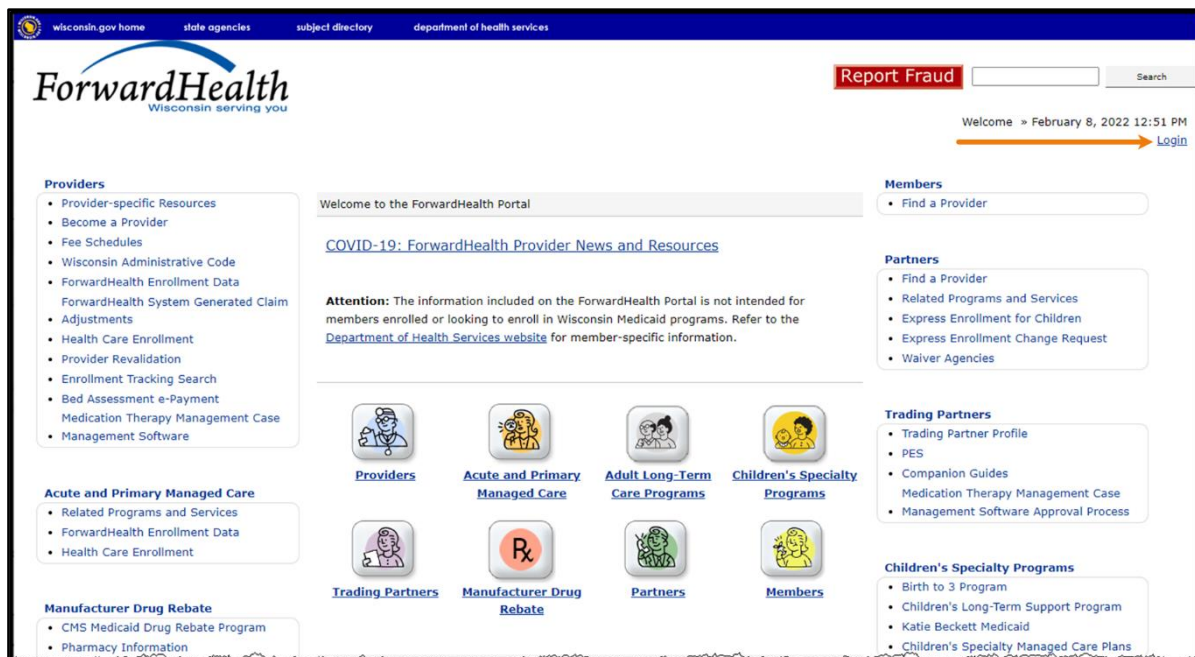 wisconsin.gov home state agencies subject directory department of health services
ForwardHealth
Wisconsin serving you
Report Fraud
Search
Welcome » February 8, 2022 12:51 PM
Login
Providers
Provider-specific Resources
Become a Provider
Fee Schedules
Wisconsin Administrative Code
ForwardHealth Enrollment Data
ForwardHealth System Generated Claim
Adjustments
Health Care Enrollment
Provider Revalidation
Enrollment Tracking Search
Bed Assessment e-Payment
Medication Therapy Management Case
Management Software
Acute and Primary Managed Care
Related Programs and Services
ForwardHealth Enrollment Data
Health Care Enrollment
Manufacturer Drug Rebate
CMS Medicaid Drug Rebate Program
Pharmacy Information
Welcome to the ForwardHealth Portal
COVID-19: ForwardHealth Provider News and Resources
Attention: The information included on the ForwardHealth Portal is not intended for
members enrolled or looking to enroll in Wisconsin Medicaid programs. Refer to the
Department of Health Services website for member-specific information.
Providers
Acute and Primary
Managed Care
Adult Long-Term
Care Programs
Children's Specialty
Programs
Rx
Trading Partners
Manufacturer Drug
Rebate
Partners
Members
Members
Find a Provider
Partners
Find a Provider
Related Programs and Services
Express Enrollment for Children
Express Enrollment Change Request
Waiver Agencies
Trading Partners
Trading Partner Profile
PES
Companion Guides
Medication Therapy Management Case
Management Software Approval Process
Children's Specialty Programs
Birth to 3 Program
Children's Long-Term Support Program
Katie Beckett Medicaid
Children's Specialty Managed Care Plans